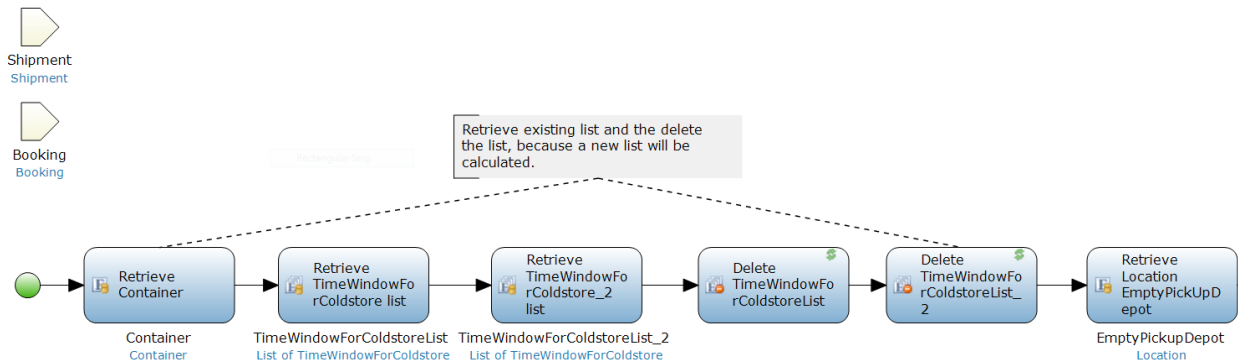 Shipment
Shipment
Booking
Booking
Retrieve existing list and the delete
the list, because a new list will be
calculated.
Rectangular Snip
Retrieve
Container
Container
Container
Retrieve
TimeWindowFo
rColdstore list
TimeWindowForColdstoreList
List of TimeWindowForColdstore
Retrieve
TimeWindowFo
rColdstore_2
list
TimeWindowForColdstoreList_2
List of TimeWindowForColdstore
Delete
TimeWindowFo
rColdstoreList
Delete
TimeWindowFo
rColdstoreList_
2
Retrieve
Location
EmptyPickUpD
epot
EmptyPickupDepot
Location